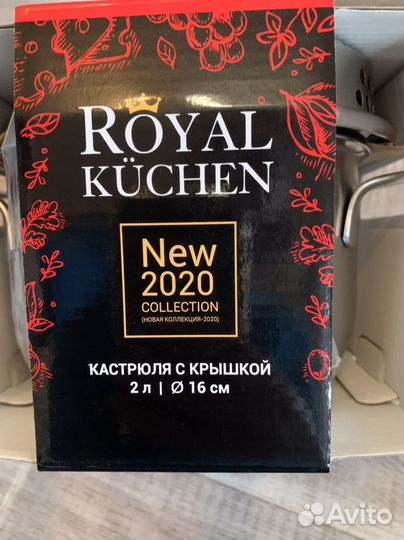 ROYAL
KÜCHEN
New
2020
COLLECTION
(НОВАЯ КОЛЛЕКЦИЯ-2020)
КАСТРЮЛЯ С КРЫШКОЙ
2 л | Ø 16 см
Avito